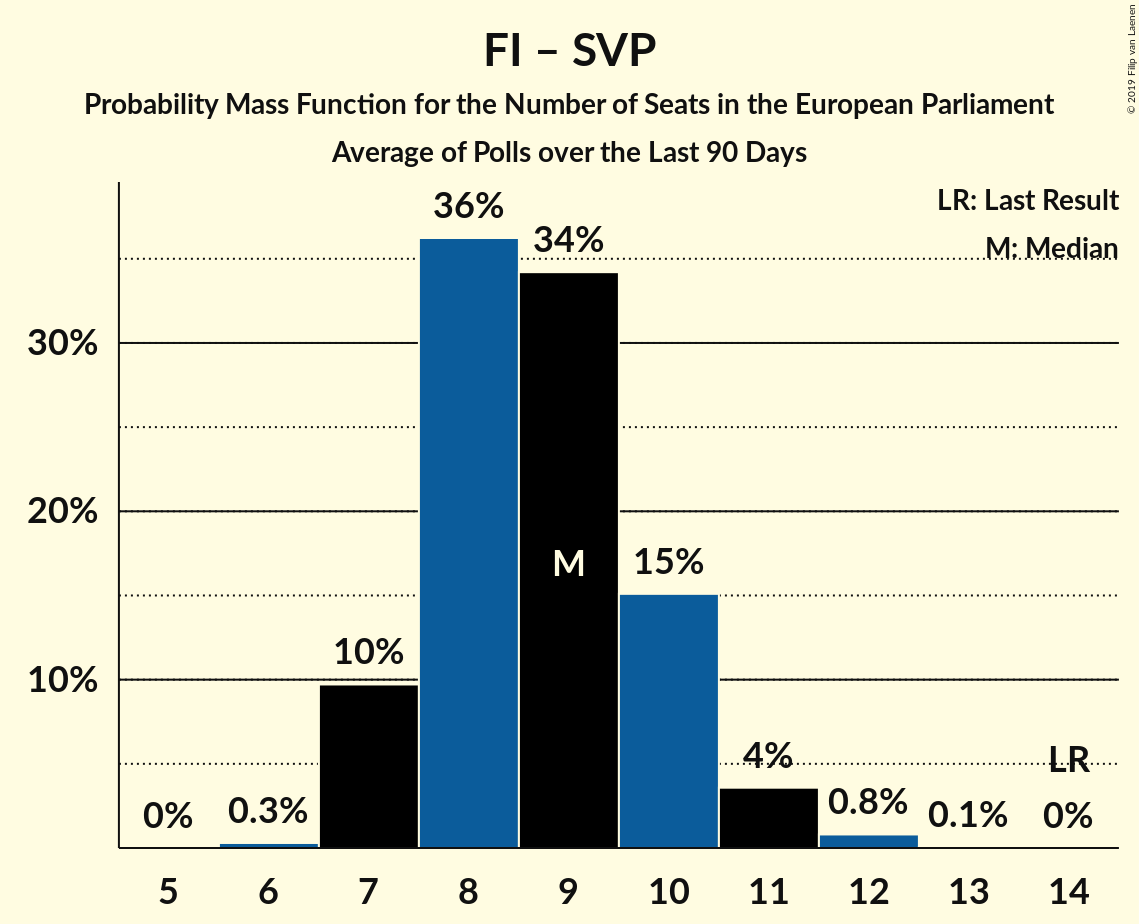 FI – SVP
Probability Mass Function for the Number of Seats in the European Parliament
Average of Polls over the Last 90 Days
© 2019 Filip van Laenen
LR: Last Result
M: Median
36%
34%
30%
20%
M
15%
10%
10%
4%
LR
0%
0.3%
0.8%
0.1%
0%
5 6 7 8 9 10 11 12 13 14